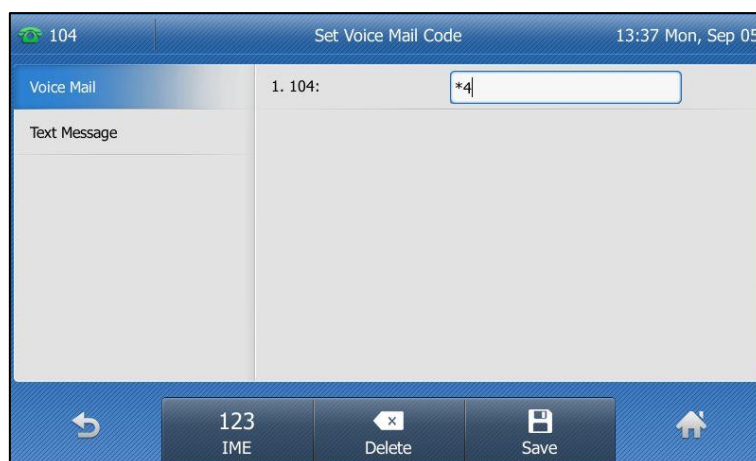 104
Set Voice Mail Code
13:37 Mon, Sep 05
Voice Mail
1. 104:
*4
Text Message
123
IME
Delete
Save